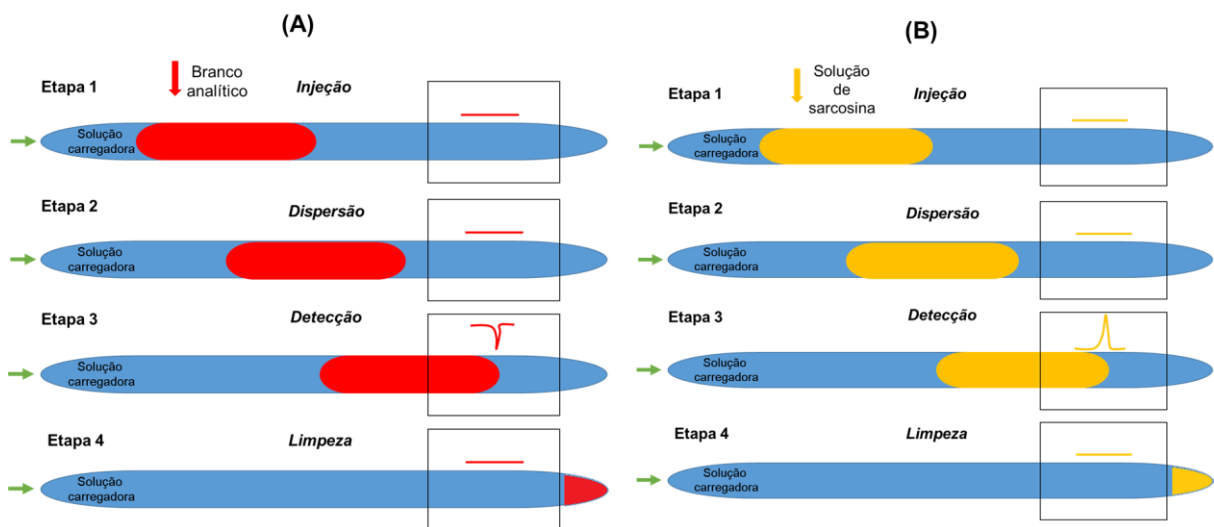 (A)
Etapa 1
Branco
analítico
Injeção
Solução
carregadora
Etapa 2
Dispersão
Solução
carregadora
Etapa 3
Detecção
Solução
carregadora
Etapa 4
Limpeza
Solução
carregadora
(B)
Etapa 1
Solução
de
sarcosina
Injeção
Solução
carregadora
Etapa 2
Dispersão
Solução
carregadora
Etapa 3
Detecção
Solução
carregadora
Etapa 4
Limpeza
Solução
carregadora